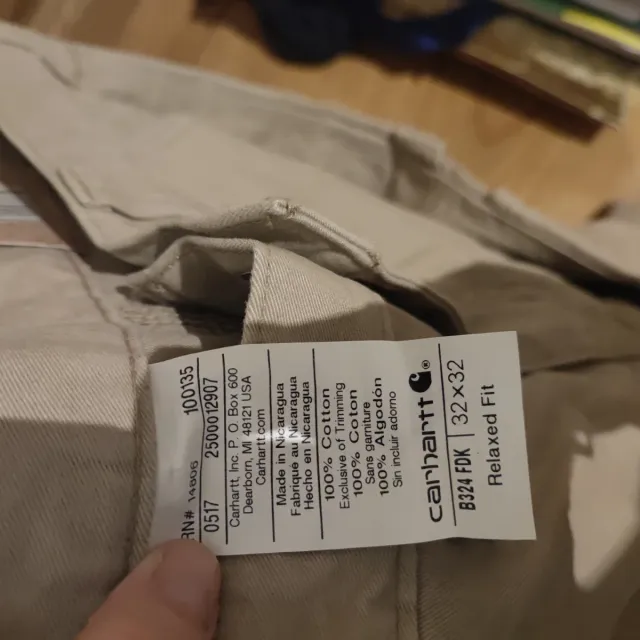 carhartt®
B324 FDK 32×32
Relaxed Fit
100% Cotton
Exclusive of Trimming
100% Coton
Sans garniture
100% Algodón
Sin incluir adorno
Made in Nicaragua
Fabriqué au Nicaragua
Hecho en Nicaragua
Carhartt, Inc P. O. Box 600
Dearborn, MI 48121 USA
Carhartt.com
0517 2500012907
RN# 14806 100135